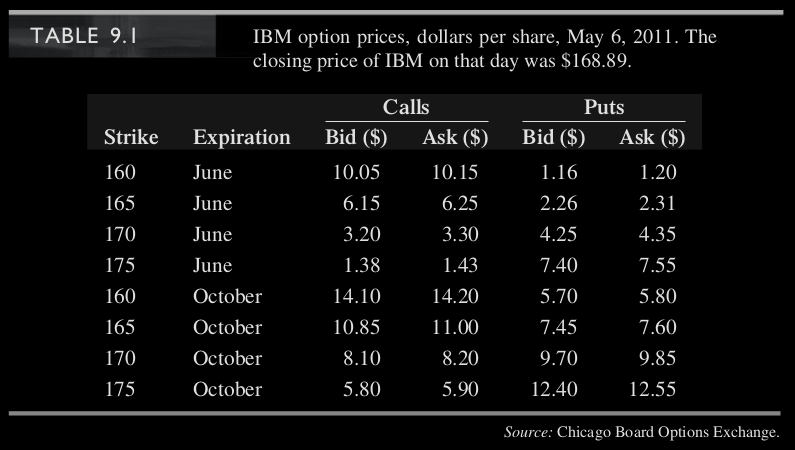 TABLE 9.1
IBM option prices, dollars per share, May 6, 2011. The
closing price of IBM on that day was $168.89.
Calls Puts
Strike Expiration Bid ($) Ask ($) Bid ($) Ask ($)
160 June 10.05 10.15 1.16 1.20
165 June 6.15 6.25 2.26 2.31
170 June 3.20 3.30 4.25 4.35
175 June 1.38 1.43 7.40 7.55
160 October 14.10 14.20 5.70 5.80
165 October 10.85 11.00 7.45 7.60
170 October 8.10 8.20 9.70 9.85
175 October 5.80 5.90 12.40 12.55
Source: Chicago Board Options Exchange.